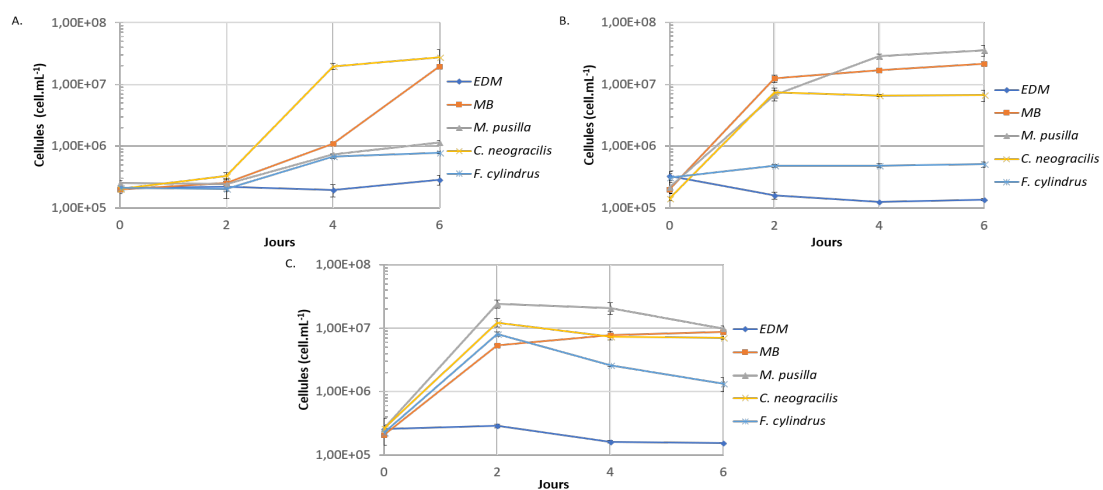 A.
1,00E+08
1,00E+07
1,00E+06
1,00E+05
Cellules (cell.mL-1)
0 2 4 6
Jours
EDM
MB
M. pusilla
C. neogracilis
F. cylindrus
B.
1,00E+08
1,00E+07
1,00E+06
1,00E+05
Cellules (cell.mL-1)
0 2 4 6
Jours
EDM
MB
M. pusilla
C. neogracilis
F. cylindrus
C.
1,00E+08
1,00E+07
1,00E+06
1,00E+05
Cellules (cell.mL-1)
0 2 4 6
Jours
EDM
MB
M. pusilla
C. neogracilis
F. cylindrus